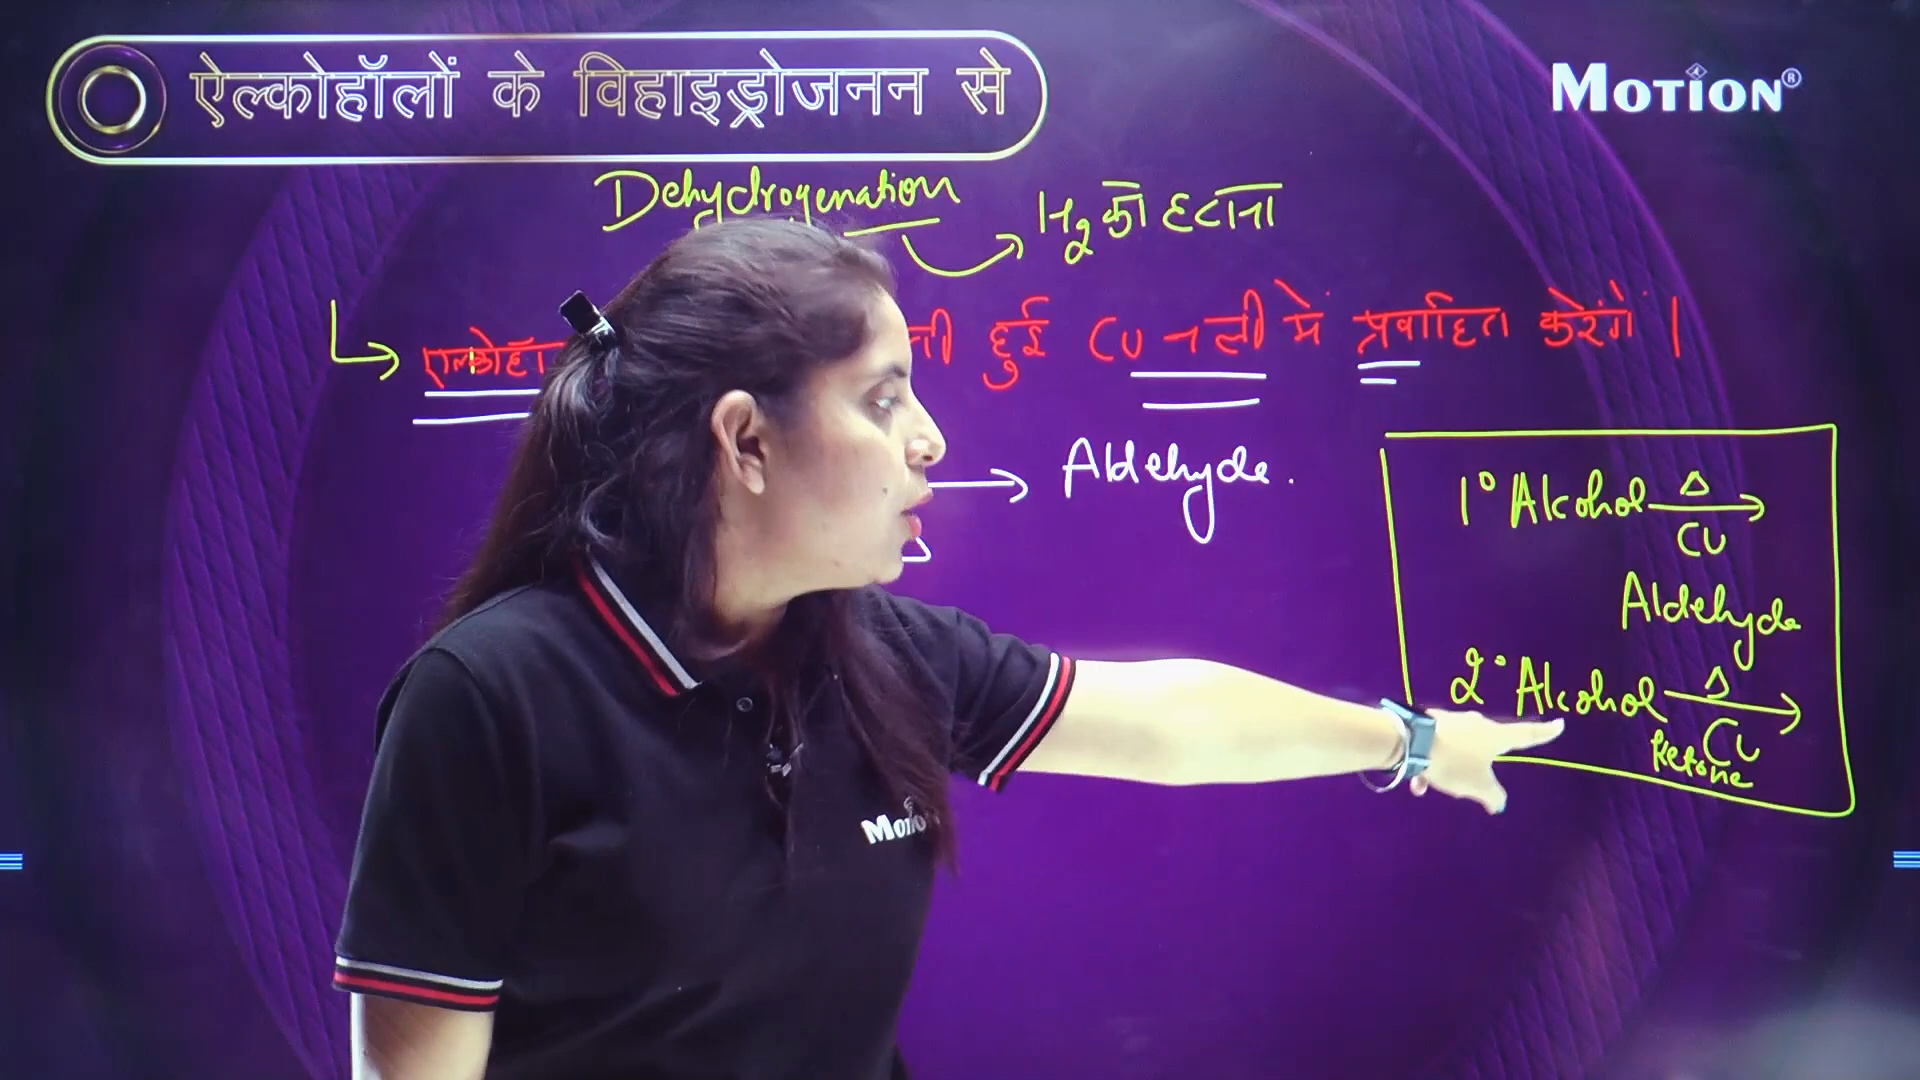 ऐल्कोहॉलों के विहाइड्रोजनन से
MOTION®
Dehydrogenation
H2 को हटाना
हुई Cu नली में प्रवाहित करेंगे।
Aldehyde.
1° Alcohol Δ
Cu
Aldehyde
2° Alcohol Δ
Cu
Ketone